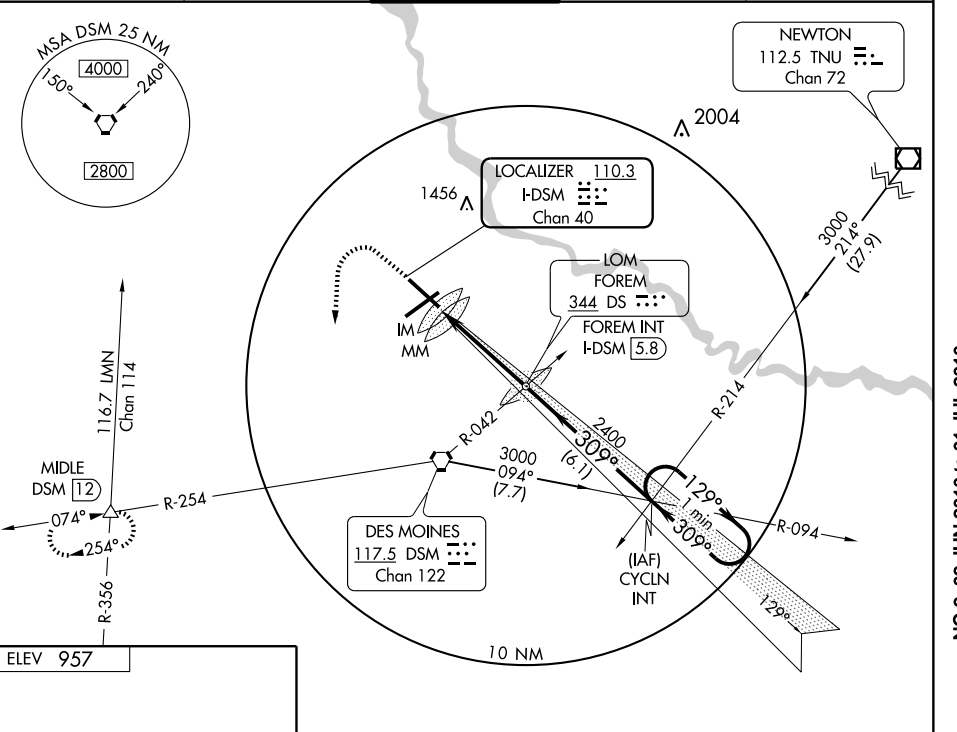 MSA DSM 25 NM
4000
150°
240°
2800
NEWTON
112.5 TNU
Chan 72
2004
1456
LOCALIZER 110.3
I-DSM
Chan 40
3000
214°
(27.9)
LOM
FOREM
344 DS
FOREM INT
I-DSM 5.8
IM
MM
116.7 LMN
Chan 114
R-214
R-042
2400
309°
(6.1)
3000
094°
(7.7)
MIDLE
DSM 12
R-254
074°
254°
129°
1 min
309°
R-094
DES MOINES
117.5 DSM
Chan 122
(IAF)
CYCLN
INT
R-356
129°
10 NM
ELEV 957